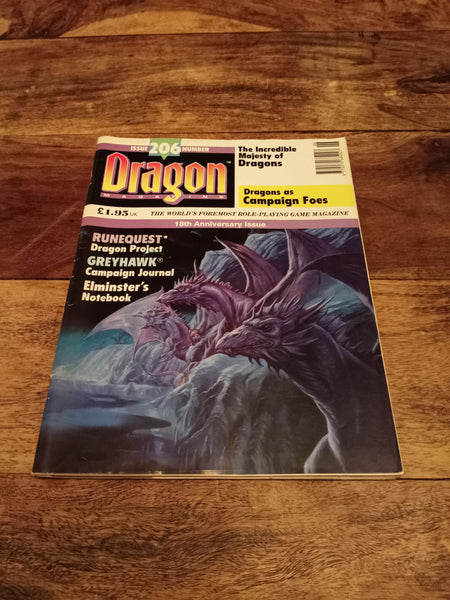 ISSUE 206 NUMBER
Dragon™
MAGAZINE
The Incredible
Majesty of
Dragons
Dragons as
Campaign Foes
£1.95 UK
THE WORLD'S FOREMOST ROLE-PLAYING GAME MAGAZINE
18th Anniversary Issue
RUNEQUEST®
Dragon Project
GREYHAWK®
Campaign Journal
Elminster's
Notebook